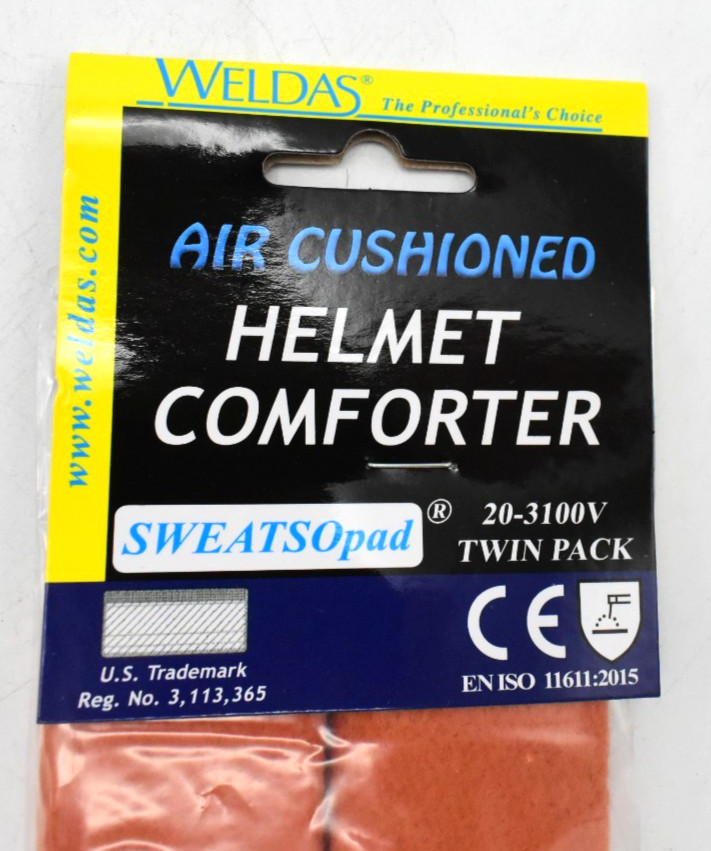 WELDAS®
The Professional's Choice
www.weldas.com
AIR CUSHIONED
HELMET
COMFORTER
SWEATSOpad®
20-3100V
TWIN PACK
U.S. Trademark
Reg. No. 3,113,365
CE
EN ISO 11611:2015